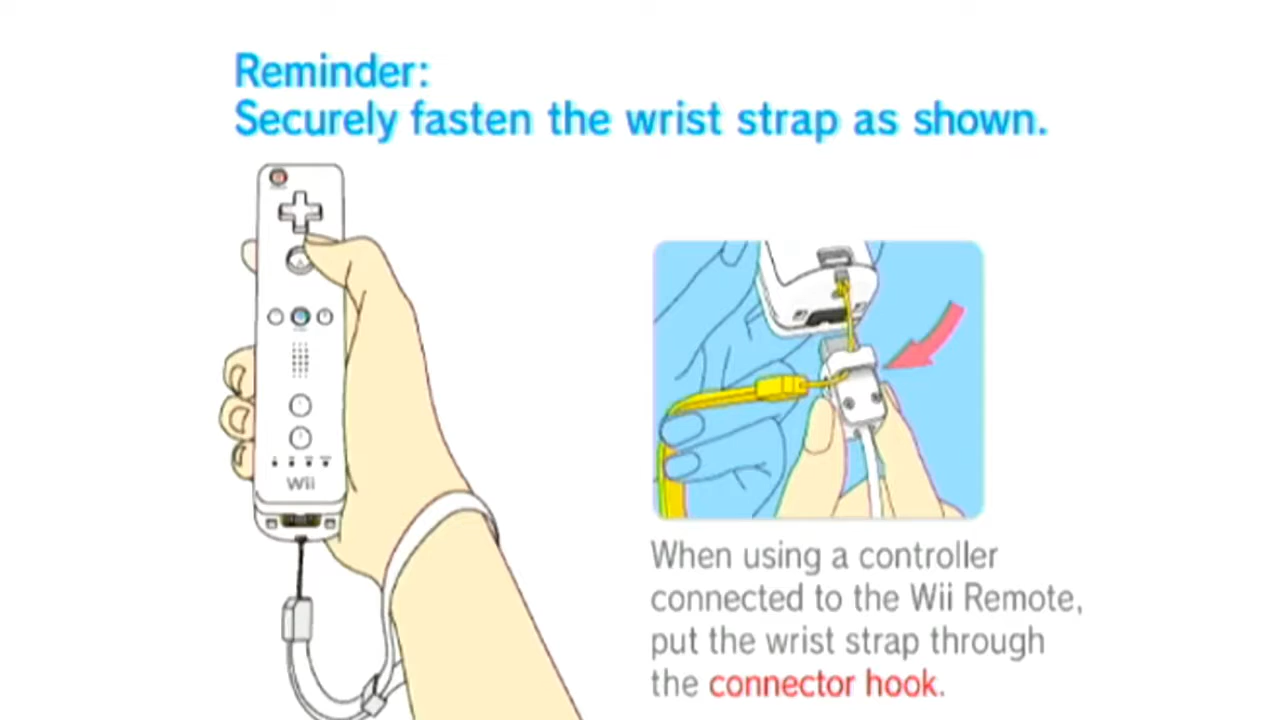 Reminder:
Securely fasten the wrist strap as shown.
Wii
When using a controller
connected to the Wii Remote,
put the wrist strap through
the connector hook.